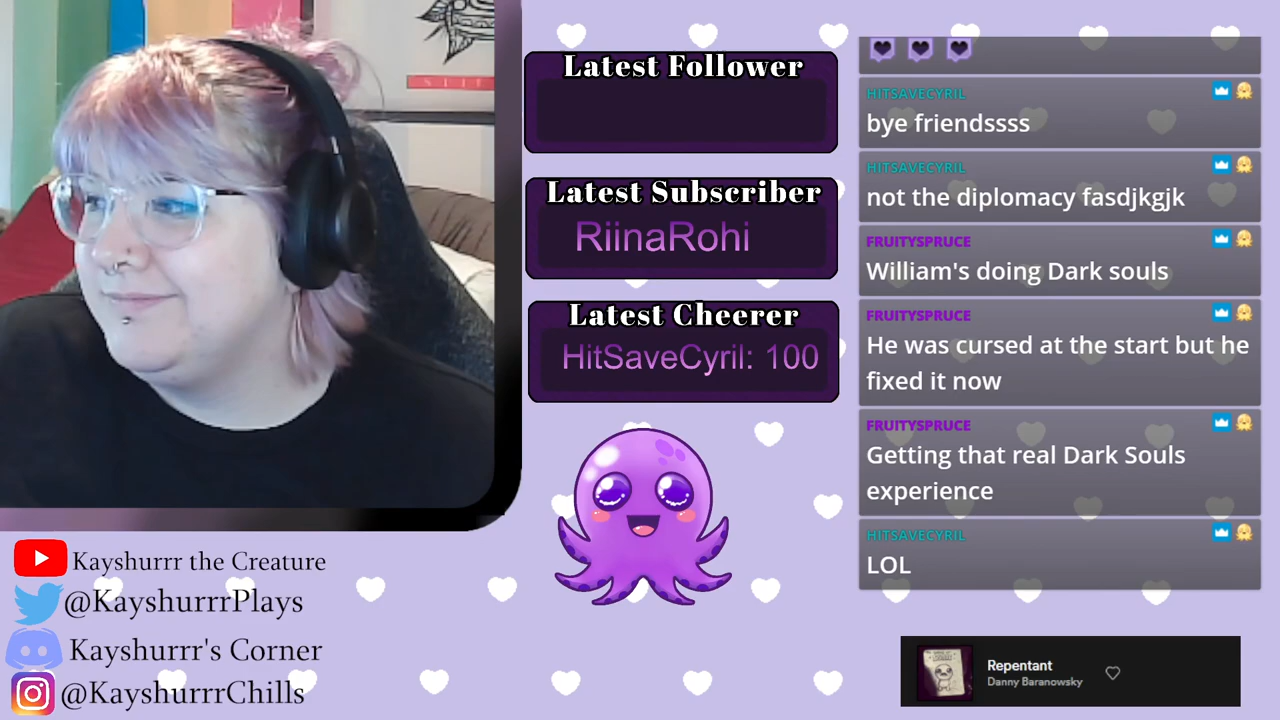 Latest Follower
Latest Subscriber
RiinaRohi
Latest Cheerer
HitSaveCyril: 100
Kayshurrr the Creature
@KayshurrrPlays
Kayshurrr's Corner
@KayshurrrChills
HITSAVECYRIL
bye friendssss
HITSAVECYRIL
not the diplomacy fasdjkgjk
FRUITYSPRUCE
William's doing Dark souls
FRUITYSPRUCE
He was cursed at the start but he
fixed it now
FRUITYSPRUCE
Getting that real Dark Souls
experience
HITSAVECYRIL
LOL
Repentant
Danny Baranowsky